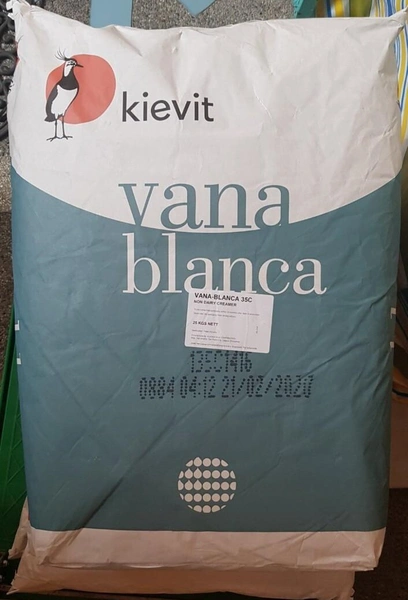 kievit
vana
blanca
VANA-BLANCA 35C
NON DAIRY CREAMER
25 KGS NETT
135C1416
0884 04:12 21/02/2020